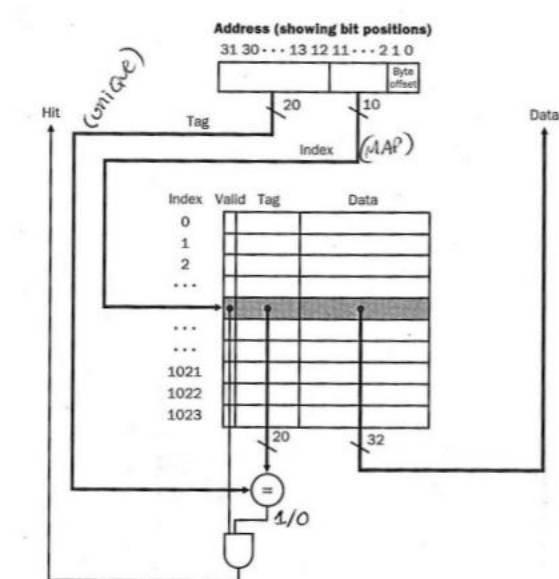 Address (showing bit positions)
31 30 ··· 13 12 11 ··· 2 1 0
Byte
offset
20
10
(unique)
Hit
Tag
Data
Index
(MAP)
Index Valid Tag Data
0
1
2
···
···
···
1021
1022
1023
20
32
=
1/0